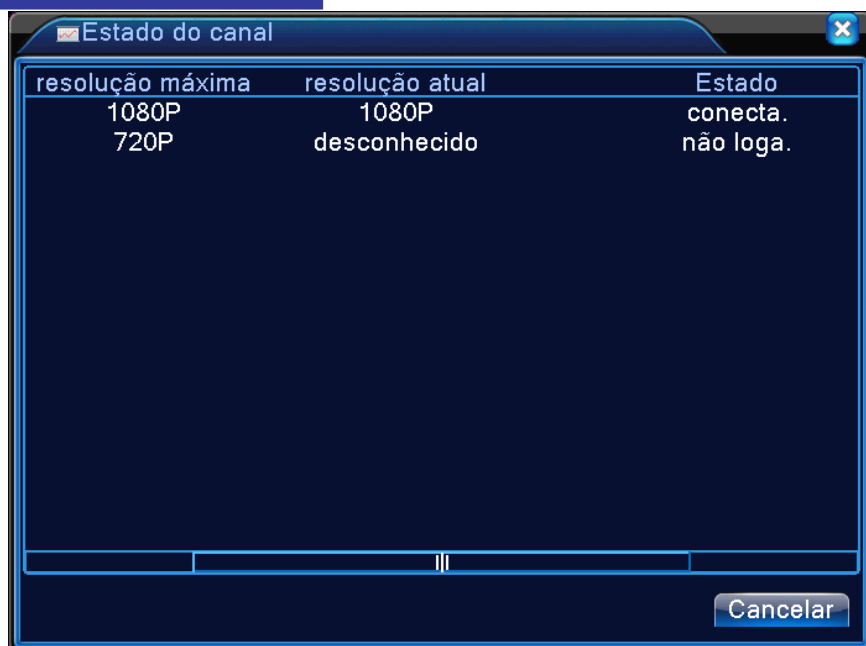 Estado do canal
resolução máxima resolução atual Estado
1080P 1080P conecta.
720P desconhecido não loga.
Cancelar